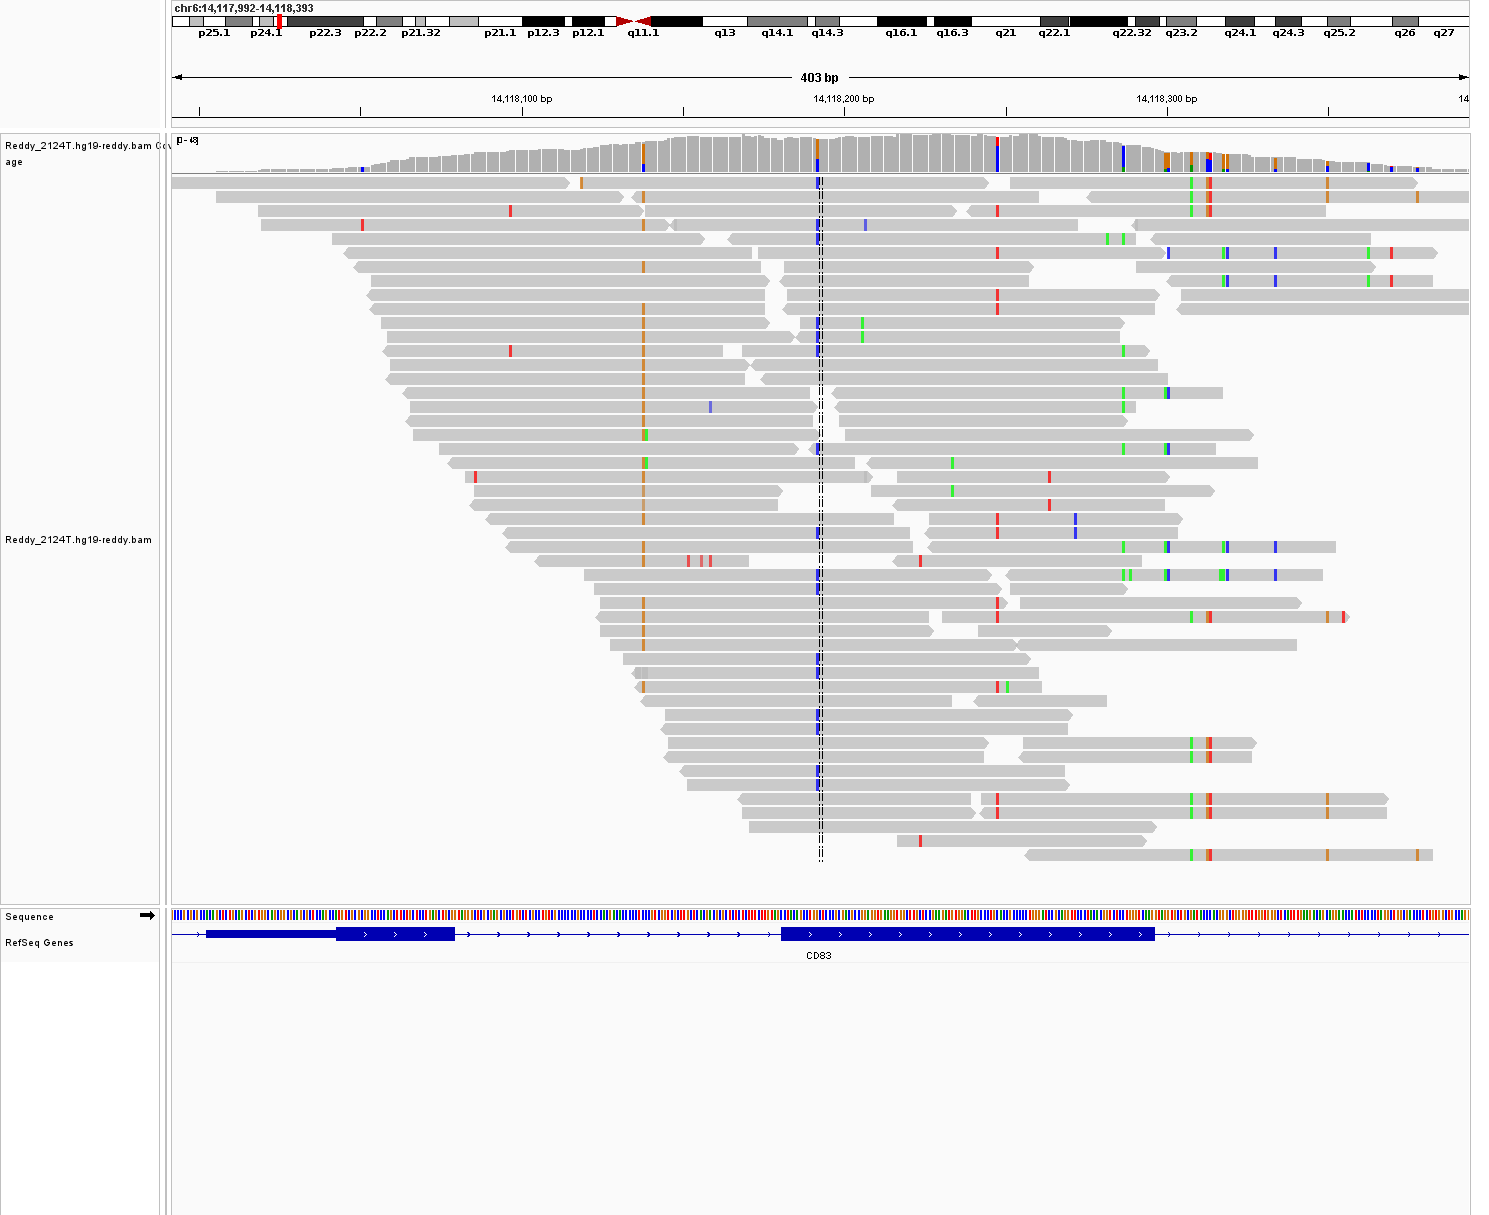 chr6:14,117,992-14,118,393
p25.1 p24.1 p22.3 p22.2 p21.32 p21.1 p12.3 p12.1 q11.1 q13 q14.1 q14.3 q16.1 q16.3 q21 q22.1 q22.32 q23.2 q24.1 q24.3 q25.2 q26 q27
403 bp
14,118,100 bp 14,118,200 bp 14,118,300 bp 14
Reddy_2124T.hg19-reddy.bam Cov
age
Reddy_2124T.hg19-reddy.bam
Sequence
RefSeq Genes
CD83